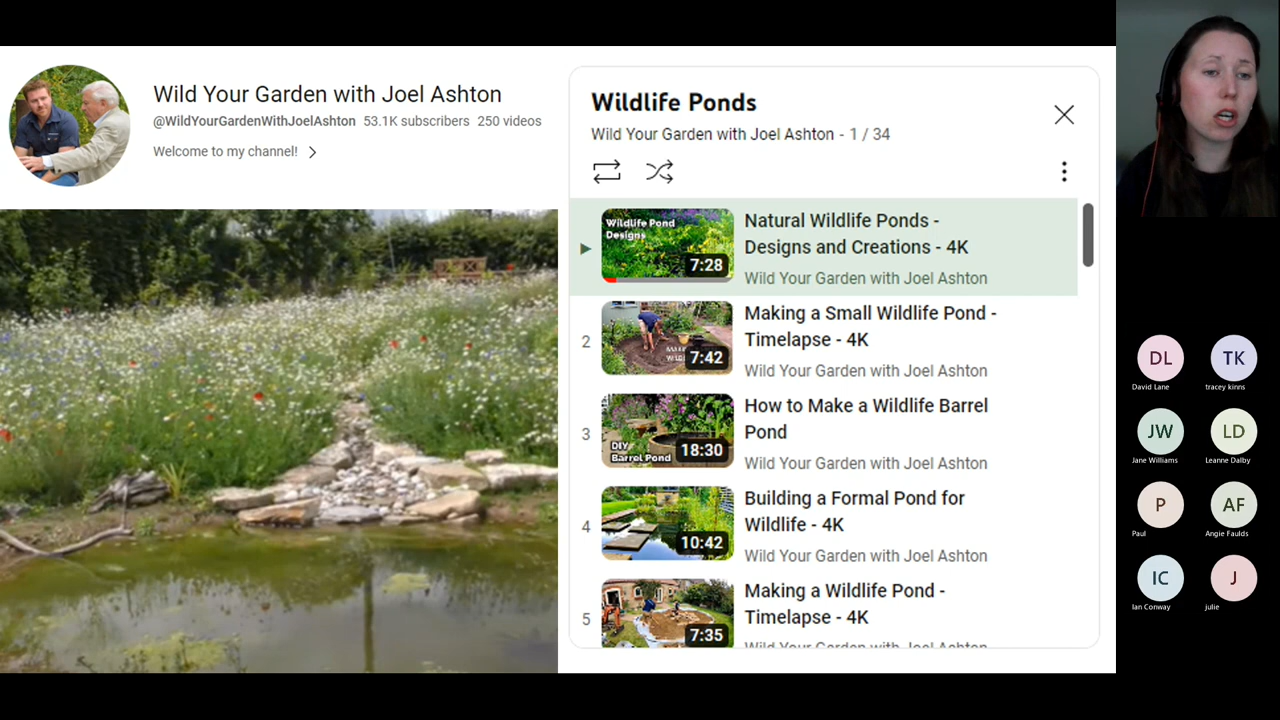 Wild Your Garden with Joel Ashton
@WildYourGardenWithJoelAshton 53.1K subscribers 250 videos
Welcome to my channel!
Wildlife Ponds
Wild Your Garden with Joel Ashton - 1 / 34
Wildlife Pond
Designs
7:28
Natural Wildlife Ponds -
Designs and Creations - 4K
Wild Your Garden with Joel Ashton
2
7:42
Making a Small Wildlife Pond -
Timelapse - 4K
Wild Your Garden with Joel Ashton
3
DIY
Barrel Pond
18:30
How to Make a Wildlife Barrel
Pond
Wild Your Garden with Joel Ashton
4
10:42
Building a Formal Pond for
Wildlife - 4K
Wild Your Garden with Joel Ashton
5
7:35
Making a Wildlife Pond -
Timelapse - 4K
Wild Your Garden with Joel Ashton
DL
David Lane
TK
tracey kinns
JW
Jane Williams
LD
Leanne Dalby
P
Paul
AF
Angie Faulds
IC
Ian Conway
J
julie